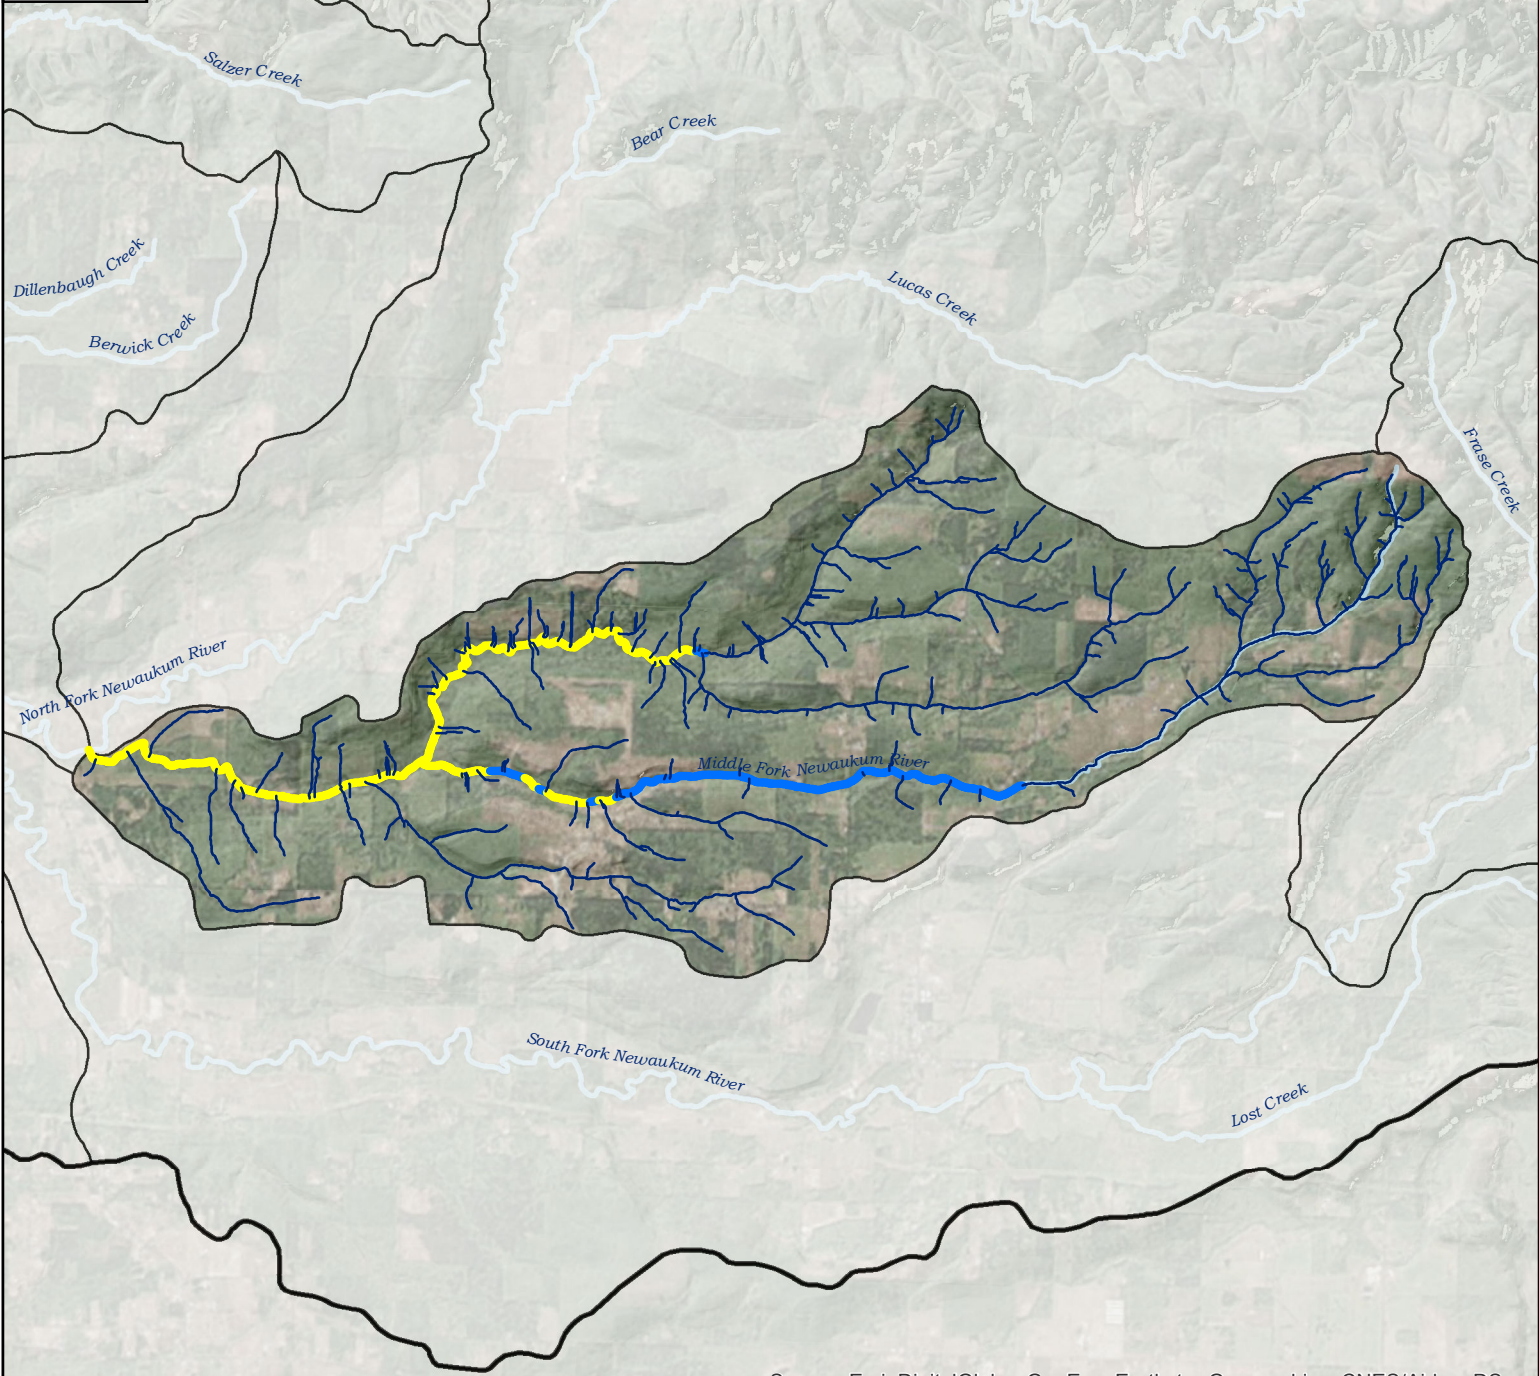 Salzer Creek
Bear Creek
Dillenbaugh Creek
Berwick Creek
Lucas Creek
Frase Creek
North Fork Newaukum River
Middle Fork Newaukum River
South Fork Newaukum River
Lost Creek